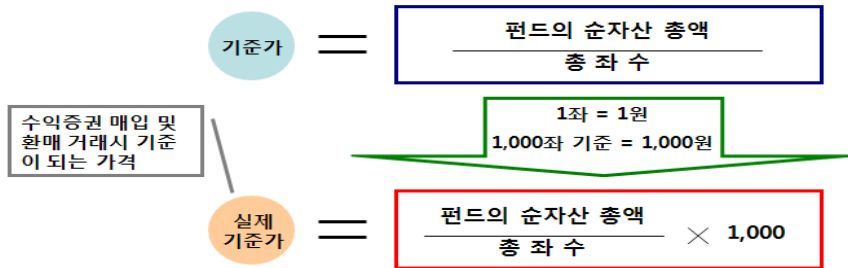 기준가
=
펀드의 순자산 총액
총 좌 수
수익증권 매입 및
환매 거래시 기준
이 되는 가격
1좌 = 1원
1,000좌 기준 = 1,000원
실제
기준가
=
펀드의 순자산 총액
총 좌 수
× 1,000